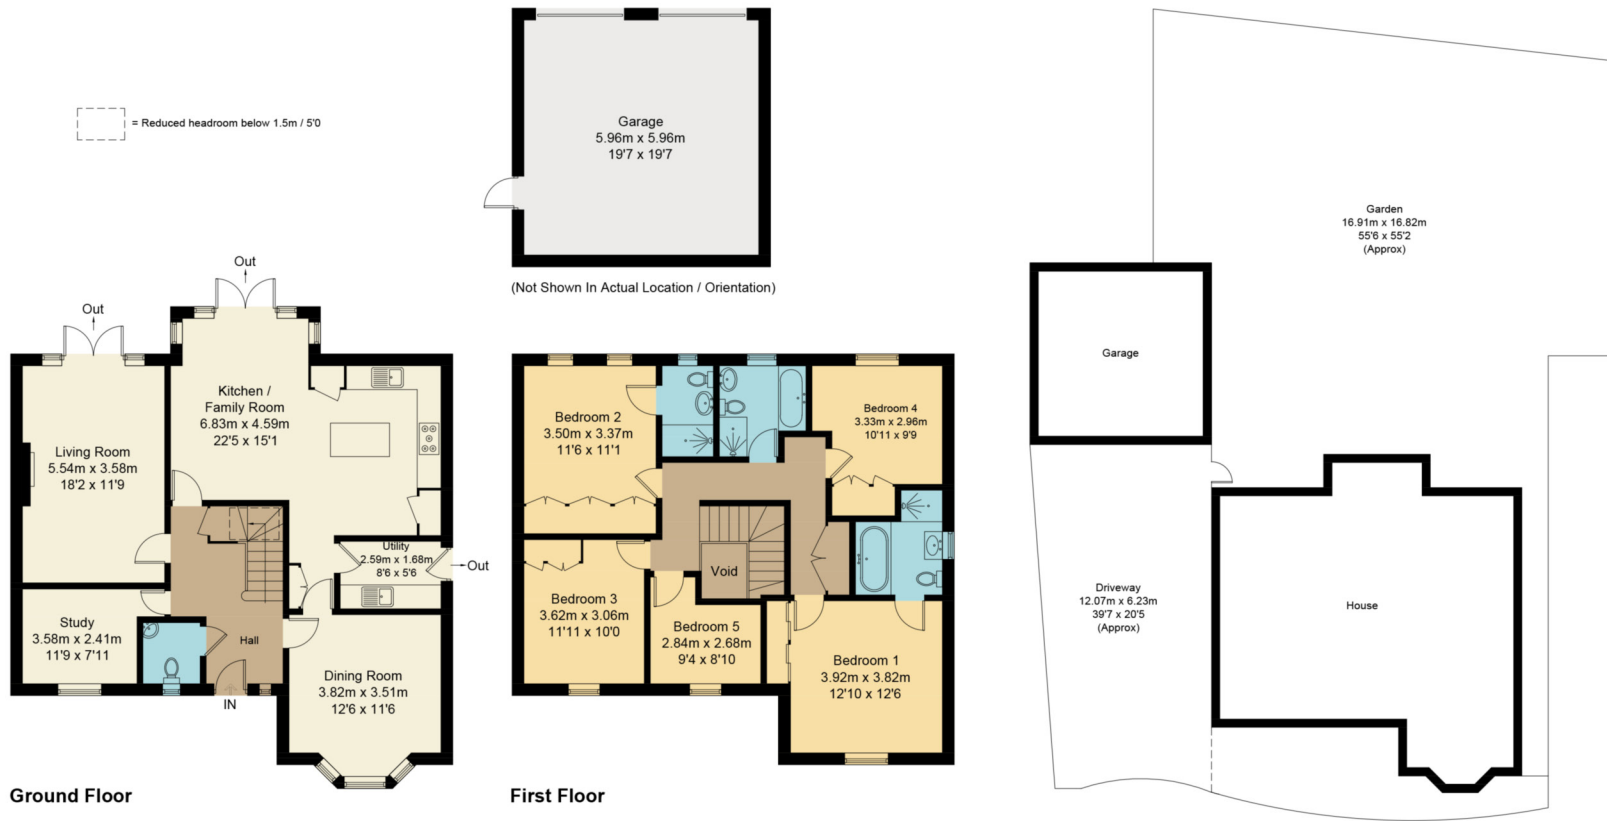 = Reduced headroom below 1.5m / 5'0
Garage
5.96m x 5.96m
19'7 x 19'7
(Not Shown In Actual Location / Orientation)
Out
Out
Kitchen /
Family Room
6.83m x 4.59m
22'5 x 15'1
Living Room
5.54m x 3.58m
18'2 x 11'9
Utility
2.59m x 1.68m
8'6 x 5'6
Out
Study
3.58m x 2.41m
11'9 x 7'11
Hall
Dining Room
3.82m x 3.51m
12'6 x 11'6
IN
Ground Floor
Bedroom 2
3.50m x 3.37m
11'6 x 11'1
Bedroom 4
3.33m x 2.96m
10'11 x 9'9
Void
Bedroom 3
3.62m x 3.06m
11'11 x 10'0
Bedroom 5
2.84m x 2.68m
9'4 x 8'10
Bedroom 1
3.92m x 3.82m
12'10 x 12'6
First Floor
Garden
16.91m x 16.82m
55'6 x 55'2
(Approx)
Garage
Driveway
12.07m x 6.23m
39'7 x 20'5
(Approx)
House